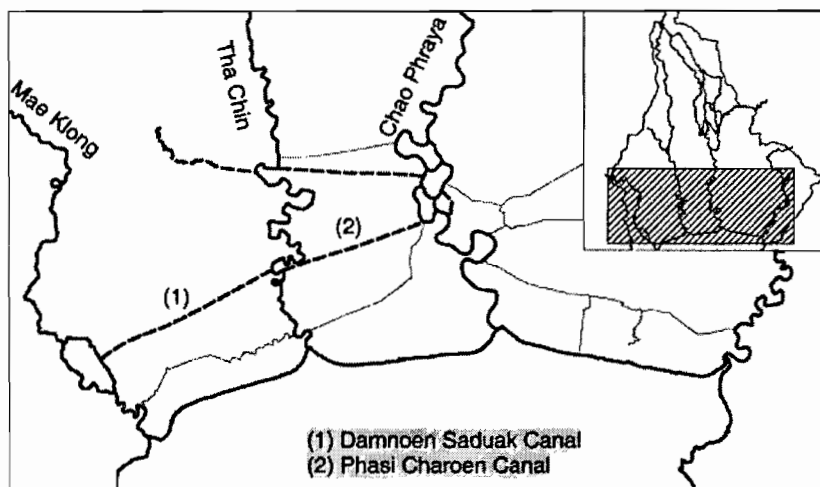 Mae Klong
Tha Chin
Chao Phraya
(2)
(1)
(1) Damnoen Saduak Canal
(2) Phasi Charoen Canal